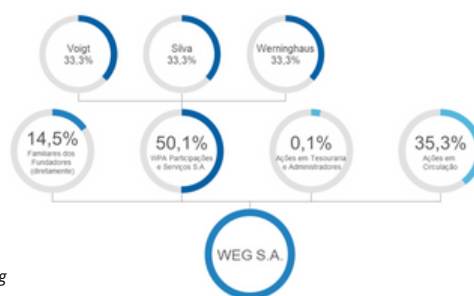 Voigt
33,3%
Silva
33,3%
Werninghaus
33,3%
14,5%
Familiares dos
Fundadores
(diretamente)
50,1%
WPA Participações
e Serviços S.A.
0,1%
Ações em Tesouraria
e Administradores
35,3%
Ações em
Circulação
WEG S.A.
g